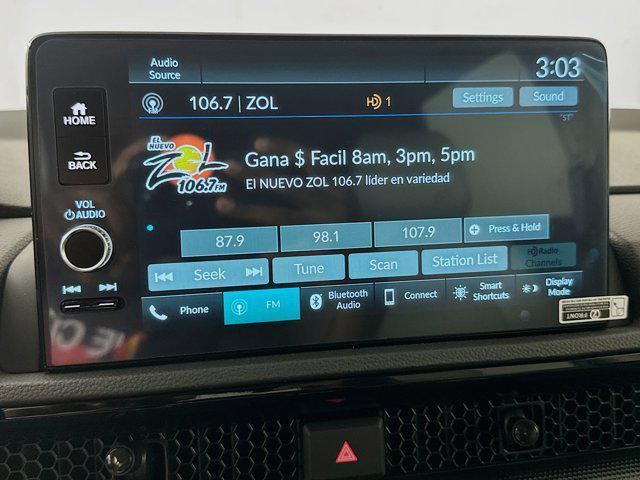 Audio
Source
3:03
HOME
BACK
VOL
AUDIO
106.7 | ZOL
HD 1
Settings
Sound
"ST"
EL
NUEVO
ZOL
106.7 FM
Gana $ Facil 8am, 3pm, 5pm
El NUEVO ZOL 106.7 líder en variedad
87.9
98.1
107.9
Press & Hold
Seek
Tune
Scan
Station List
HD Radio
Channels
Phone
FM
Bluetooth
Audio
Connect
Smart
Shortcuts
Display
Mode
FRONT